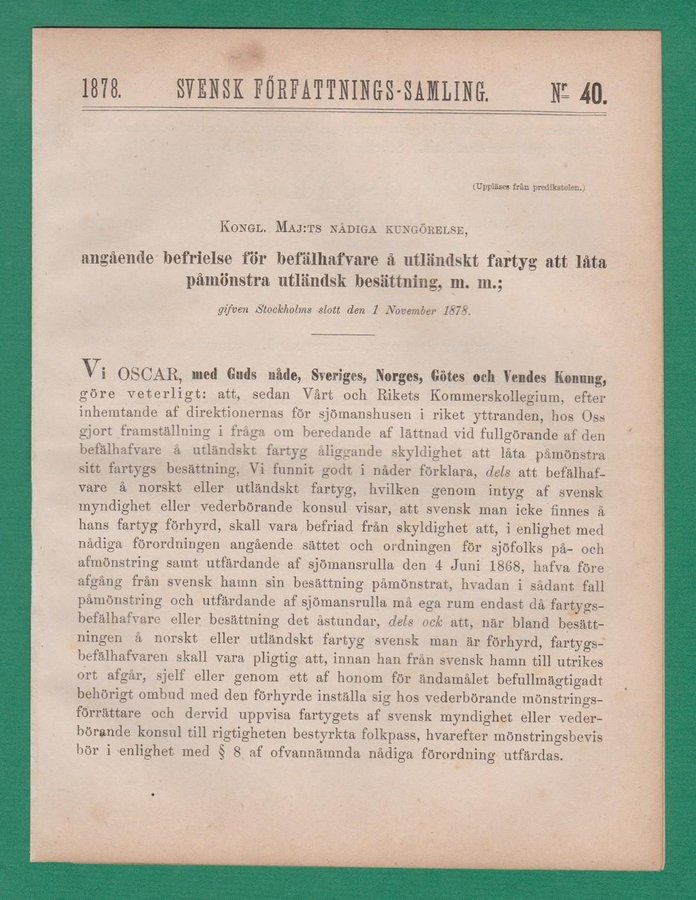 1878. SVENSK FÖRFATTNINGS-SAMLING. Nr 40.
(Uppläses från predikstolen.)
KONGL. MAJ:TS NÅDIGA KUNGÖRELSE,
angående befrielse för befälhafvare å utländskt fartyg att låta
påmönstra utländsk besättning, m. m.;
gifven Stockholms slott den 1 November 1878.
Vi OSCAR, med Guds nåde, Sveriges, Norges, Götes och Vendes Konung,
göre veterligt: att, sedan Vårt och Rikets Kommerskollegium, efter
inhemtande af direktionernas för sjömanshusen i riket yttranden, hos Oss
gjort framställning i fråga om beredande af lättnad vid fullgörande af den
befälhafvare å utländskt fartyg åliggande skyldighet att låta påmönstra
sitt fartygs besättning, Vi funnit godt i nåder förklara, dels att befälhaf-
vare å norskt eller utländskt fartyg, hvilken genom intyg af svensk
myndighet eller vederbörande konsul visar, att svensk man icke finnes å
hans fartyg förhyrd, skall vara befriad från skyldighet att, i enlighet med
nådiga förordningen angående sättet och ordningen för sjöfolks på- och
afmönstring samt utfärdande af sjömansrulla den 4 Juni 1868, hafva före
afgång från svensk hamn sin besättning påmönstrat, hvadan i sådant fall
påmönstring och utfärdande af sjömansrulla må ega rum endast då fartygs-
befälhafvare eller besättning det åstundar, dels ock att, när bland besätt-
ningen å norskt eller utländskt fartyg svensk man är förhyrd, fartygs-
befälhafvaren skall vara pligtig att, innan han från svensk hamn till utrikes
ort afgår, sjelf eller genom ett af honom för ändamålet befullmägtigadt
behörigt ombud med den förhyrde inställa sig hos vederbörande mönstrings-
förrättare och dervid uppvisa fartygets af svensk myndighet eller veder-
börande konsul till rigtigheten bestyrkta folkpass, hvarefter mönstringsbevis
bör i enlighet med § 8 af ofvannämnda nådiga förordning utfärdas.